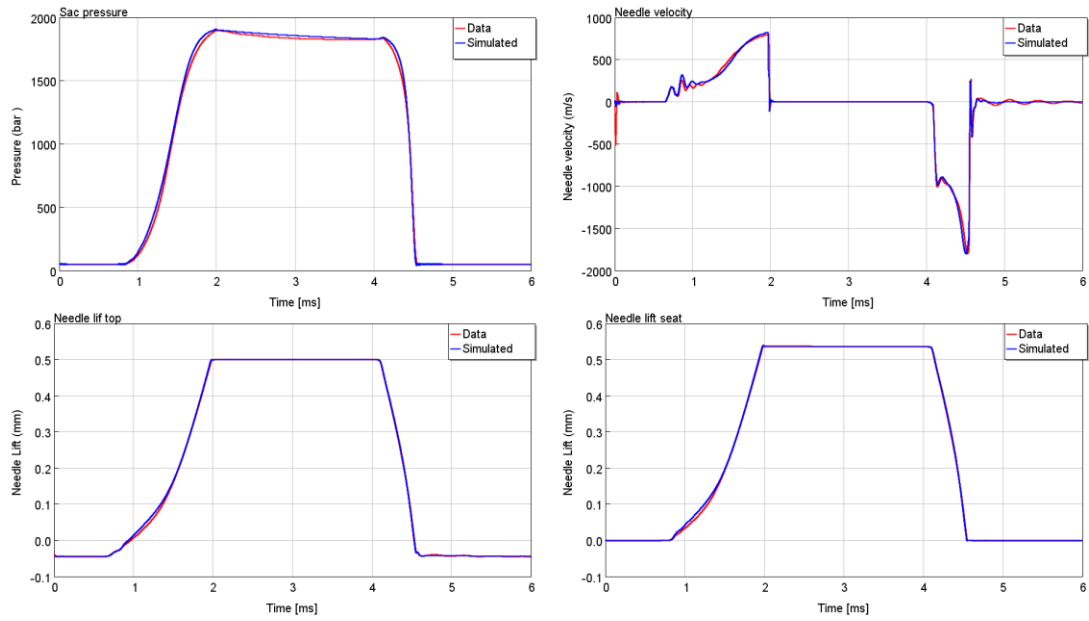 Sac pressure
Data
Simulated
2000
1500
1000
500
0
Pressure (bar )
0 1 2 3 4 5 6
Time [ms]
Needle velocity
Data
Simulated
1000
500
0
-500
-1000
-1500
-2000
Needle velocity (m/s)
0 1 2 3 4 5 6
Time [ms]
Needle lif top
Data
Simulated
0.6
0.5
0.4
0.3
0.2
0.1
0.0
-0.1
Needle Lift (mm)
0 1 2 3 4 5 6
Time [ms]
Needle lift seat
Data
Simulated
0.6
0.5
0.4
0.3
0.2
0.1
0.0
-0.1
Needle Lift (mm)
0 1 2 3 4 5 6
Time [ms]